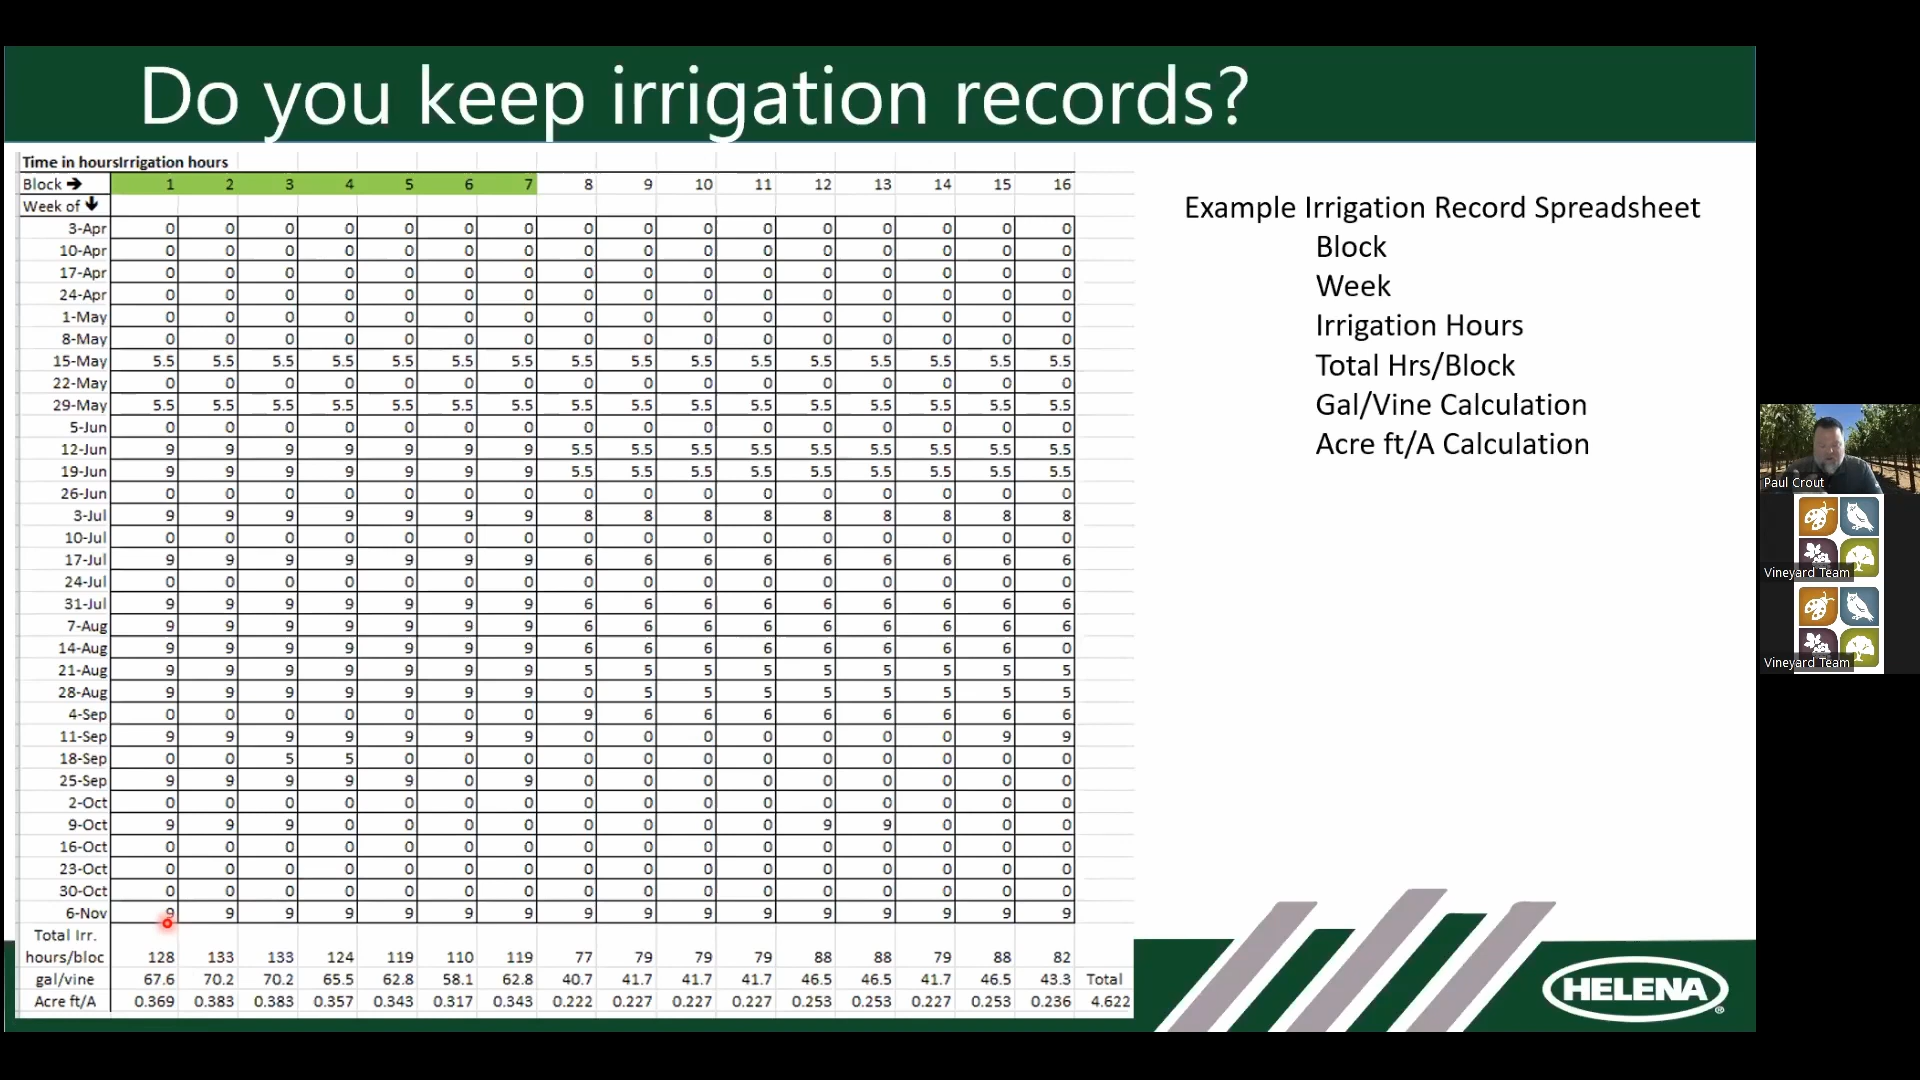 Do you keep irrigation records?
Time in hoursIrrigation hours
Block → 1 2 3 4 5 6 7 8 9 10 11 12 13 14 15 16
Week of ↓
3-Apr 0 0 0 0 0 0 0 0 0 0 0 0 0 0 0 0
10-Apr 0 0 0 0 0 0 0 0 0 0 0 0 0 0 0 0
17-Apr 0 0 0 0 0 0 0 0 0 0 0 0 0 0 0 0
24-Apr 0 0 0 0 0 0 0 0 0 0 0 0 0 0 0 0
1-May 0 0 0 0 0 0 0 0 0 0 0 0 0 0 0 0
8-May 0 0 0 0 0 0 0 0 0 0 0 0 0 0 0 0
15-May 5.5 5.5 5.5 5.5 5.5 5.5 5.5 5.5 5.5 5.5 5.5 5.5 5.5 5.5 5.5 5.5
22-May 0 0 0 0 0 0 0 0 0 0 0 0 0 0 0 0
29-May 5.5 5.5 5.5 5.5 5.5 5.5 5.5 5.5 5.5 5.5 5.5 5.5 5.5 5.5 5.5 5.5
5-Jun 0 0 0 0 0 0 0 0 0 0 0 0 0 0 0 0
12-Jun 9 9 9 9 9 9 9 5.5 5.5 5.5 5.5 5.5 5.5 5.5 5.5 5.5
19-Jun 9 9 9 9 9 9 9 5.5 5.5 5.5 5.5 5.5 5.5 5.5 5.5 5.5
26-Jun 0 0 0 0 0 0 0 0 0 0 0 0 0 0 0 0
3-Jul 9 9 9 9 9 9 9 8 8 8 8 8 8 8 8 8
10-Jul 0 0 0 0 0 0 0 0 0 0 0 0 0 0 0 0
17-Jul 9 9 9 9 9 9 9 6 6 6 6 6 6 6 6 6
24-Jul 0 0 0 0 0 0 0 0 0 0 0 0 0 0 0 0
31-Jul 9 9 9 9 9 9 9 6 6 6 6 6 6 6 6 6
7-Aug 9 9 9 9 9 9 9 6 6 6 6 6 6 6 6 6
14-Aug 9 9 9 9 9 9 9 6 6 6 6 6 6 6 6 0
21-Aug 9 9 9 9 9 9 9 5 5 5 5 5 5 5 5 5
28-Aug 9 9 9 9 9 9 9 0 5 5 5 5 5 5 5 5
4-Sep 0 0 0 0 0 0 0 9 6 6 6 6 6 6 6 6
11-Sep 9 9 9 9 9 9 9 0 0 0 0 0 0 0 9 9
18-Sep 0 0 5 5 0 0 0 0 0 0 0 0 0 0 0 0
25-Sep 9 9 9 9 9 0 9 0 0 0 0 0 0 0 0 0
2-Oct 0 0 0 0 0 0 0 0 0 0 0 0 0 0 0 0
9-Oct 9 9 9 0 0 0 0 0 0 0 0 9 9 0 0 0
16-Oct 0 0 0 0 0 0 0 0 0 0 0 0 0 0 0 0
23-Oct 0 0 0 0 0 0 0 0 0 0 0 0 0 0 0 0
30-Oct 0 0 0 0 0 0 0 0 0 0 0 0 0 0 0 0
6-Nov 9 9 9 9 9 9 9 9 9 9 9 9 9 9 9 9
Total Irr.
hours/bloc 128 133 133 124 119 110 119 77 79 79 79 88 88 79 88 82
gal/vine 67.6 70.2 70.2 65.5 62.8 58.1 62.8 40.7 41.7 41.7 41.7 46.5 46.5 41.7 46.5 43.3 Total
Acre ft/A 0.369 0.383 0.383 0.357 0.343 0.317 0.343 0.222 0.227 0.227 0.227 0.253 0.253 0.227 0.253 0.236 4.622
Example Irrigation Record Spreadsheet
Block
Week
Irrigation Hours
Total Hrs/Block
Gal/Vine Calculation
Acre ft/A Calculation
HELENA®
Paul Crout
Vineyard Team
Vineyard Team